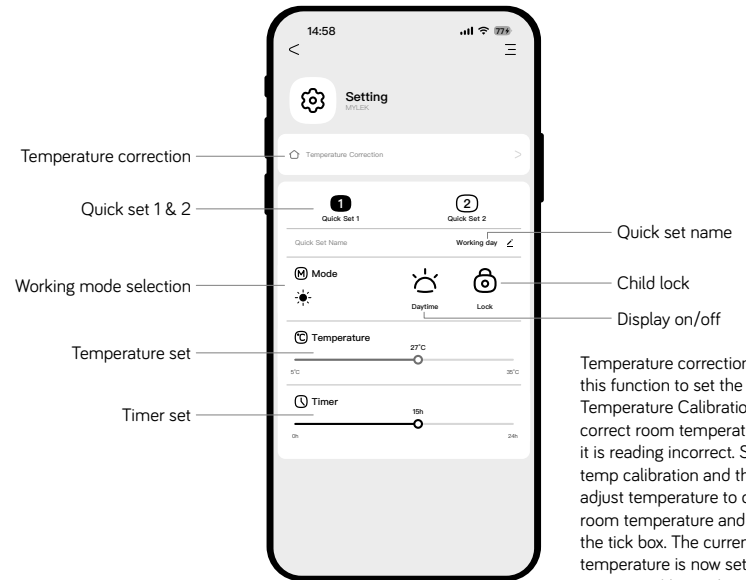 14:58
77
Setting
MYLEK
Temperature correction
Temperature Correction
Quick set 1 & 2
1
2
Quick Set 1
Quick Set 2
Quick set name
Quick Set Name
Working day
M Mode
Child lock
Working mode selection
Daytime
Lock
Display on/off
°C Temperature
Temperature set
27°C
5°C
35°C
Timer
Timer set
15h
0h
24h
Temperature correction
this function to set the
Temperature Calibratio
correct room temperat
it is reading incorrect. S
temp calibration and th
adjust temperature to c
room temperature and
the tick box. The curren
temperature is now set